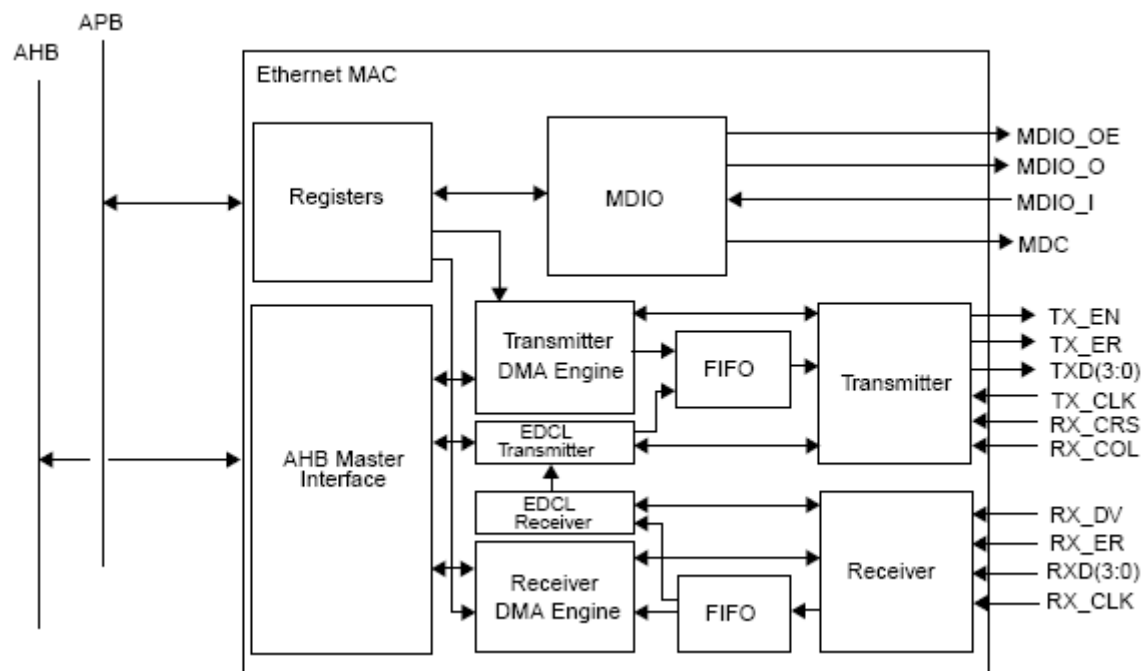 APB
AHB
Ethernet MAC
Registers
MDIO
MDIO_OE
MDIO_O
MDIO_I
MDC
Transmitter
DMA Engine
FIFO
Transmitter
TX_EN
TX_ER
TXD(3:0)
TX_CLK
RX_CRS
RX_COL
EDCL
Transmitter
AHB Master
Interface
EDCL
Receiver
Receiver
DMA Engine
FIFO
Receiver
RX_DV
RX_ER
RXD(3:0)
RX_CLK